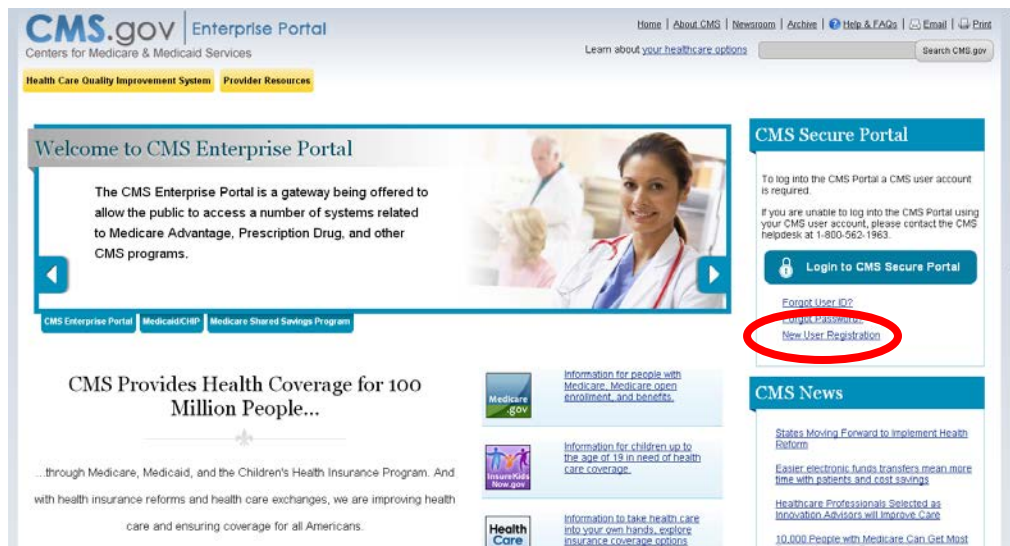 CMS.gov Enterprise Portal
Centers for Medicare & Medicaid Services
Home | About CMS | Newsroom | Archive | Help & FAQs | Email | Print
Learn about your healthcare options
Search CMS.gov
Health Care Quality Improvement System
Provider Resources
Welcome to CMS Enterprise Portal
The CMS Enterprise Portal is a gateway being offered to
allow the public to access a number of systems related
to Medicare Advantage, Prescription Drug, and other
CMS programs.
CMS Enterprise Portal
Medicaid/CHIP
Medicare Shared Savings Program
CMS Secure Portal
To log into the CMS Portal a CMS user account
is required.
If you are unable to log into the CMS Portal using
your CMS user account, please contact the CMS
helpdesk at 1-800-562-1963.
Login to CMS Secure Portal
Forgot User ID?
Forgot Password?
New User Registration
CMS Provides Health Coverage for 100
Million People...
...through Medicare, Medicaid, and the Children's Health Insurance Program. And
with health insurance reforms and health care exchanges, we are improving health
care and ensuring coverage for all Americans.
Medicare
.gov
Information for people with
Medicare, Medicare open
enrollment, and benefits.
InsureKids
Now.gov
Information for children up to
the age of 19 in need of health
care coverage.
Health
Care
Information to take health care
into your own hands, explore
insurance coverage options
CMS News
States Moving Forward to Implement Health
Reform
Easier electronic funds transfers mean more
time with patients and cost savings
Healthcare Professionals Selected as
Innovation Advisors will Improve Care
10,000 People with Medicare Can Get Most